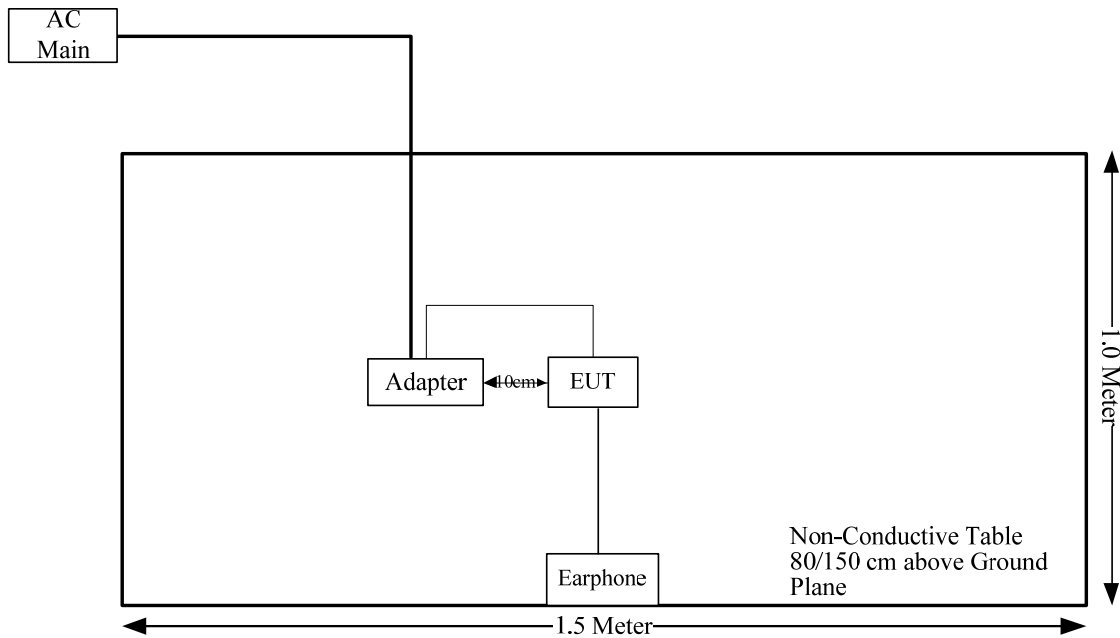 AC
Main
Adapter
10cm
EUT
1.0 Meter
Earphone
Non-Conductive Table
80/150 cm above Ground
Plane
1.5 Meter